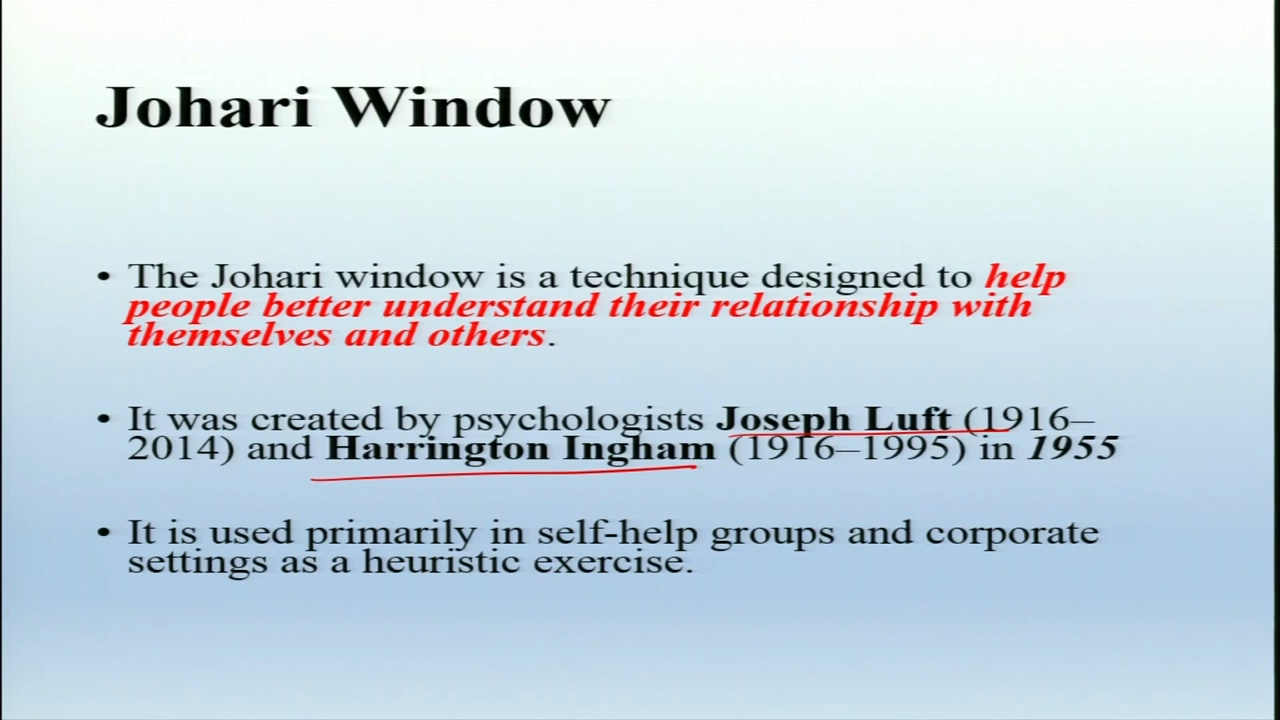 Johari Window
• The Johari window is a technique designed to help
people better understand their relationship with
themselves and others.
• It was created by psychologists Joseph Luft (1916–
2014) and Harrington Ingham (1916–1995) in 1955
• It is used primarily in self-help groups and corporate
settings as a heuristic exercise.